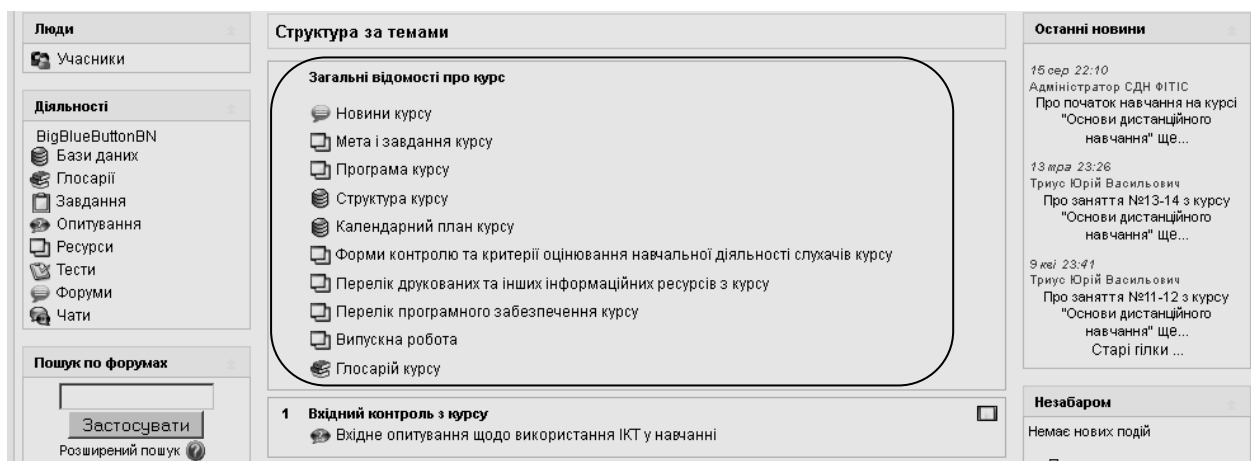 Люди
Учасники
Діяльності
BigBlueButtonBN
Бази даних
Глосарії
Завдання
Опитування
Ресурси
Тести
Форуми
Чати
Пошук по форумах
Застосувати
Розширений пошук
Структура за темами
Загальні відомості про курс
Новини курсу
Мета і завдання курсу
Програма курсу
Структура курсу
Календарний план курсу
Форми контролю та критерії оцінювання навчальної діяльності слухачів курсу
Перелік друкованих та інших інформаційних ресурсів з курсу
Перелік програмного забезпечення курсу
Випускна робота
Глосарій курсу
1 Вхідний контроль з курсу
Вхідне опитування щодо використання ІКТ у навчанні
Останні новини
15 сер 22:10
Адміністратор СДН ФІТІС
Про початок навчання на курсі
"Основи дистанційного
навчання" ще...
13 тра 23:26
Триус Юрій Васильович
Про заняття №13-14 з курсу
"Основи дистанційного
навчання" ще...
9 кві 23:41
Триус Юрій Васильович
Про заняття №11-12 з курсу
"Основи дистанційного
навчання" ще...
Старі гілки ...
Незабаром
Немає нових подій